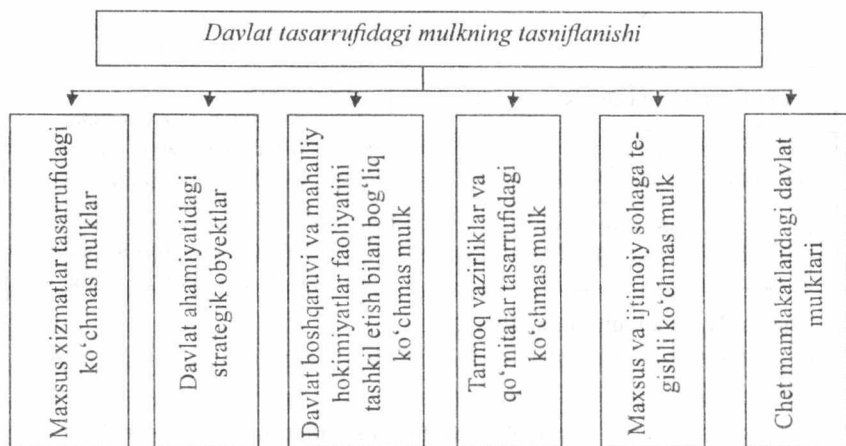 Davlat tasarrufidagi mulkning tasniflanishi
Maxsus xizmatlar tasarrufidagi
ko‘chmas mulklar
Davlat ahamiyatidagi
strategik obyektlar
Davlat boshqaruvi va mahalliy
hokimiyatlar faoliyatini
tashkil etish bilan bog‘liq
ko‘chmas mulk
Tarmoq vazirliklar va
qo‘mitalar tasarrufidagi
ko‘chmas mulk
Maxsus va ijtimoiy sohaga te-
gishli ko‘chmas mulk
Chet mamlakatlardagi davlat
mulklari